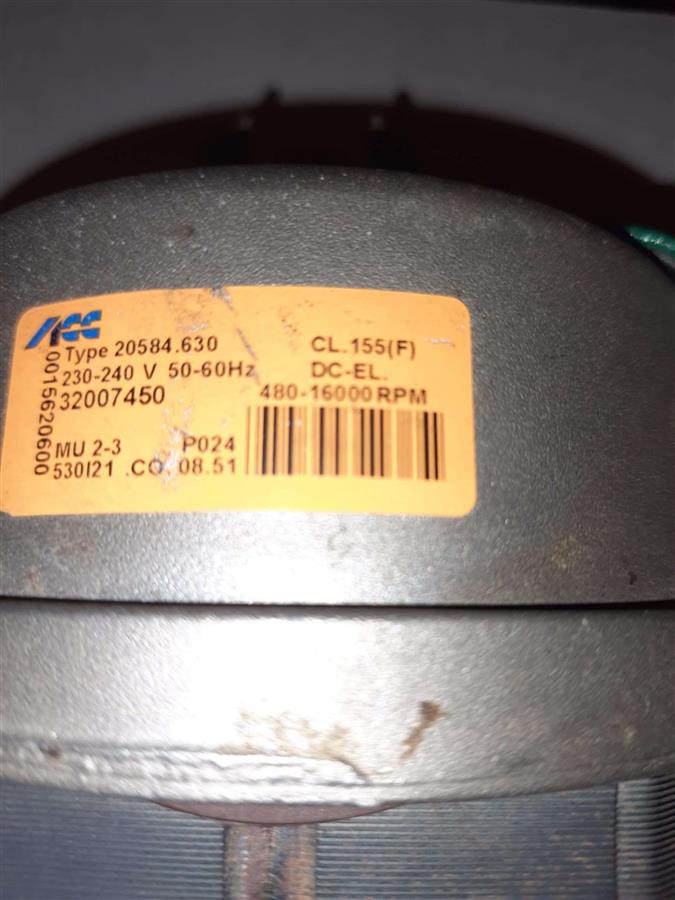 ACC
Type 20584.630 CL.155(F)
230-240 V 50-60Hz DC-EL.
32007450 480-16000 RPM
MU 2-3 P024
530I21 .CO. 08.51
0015620600